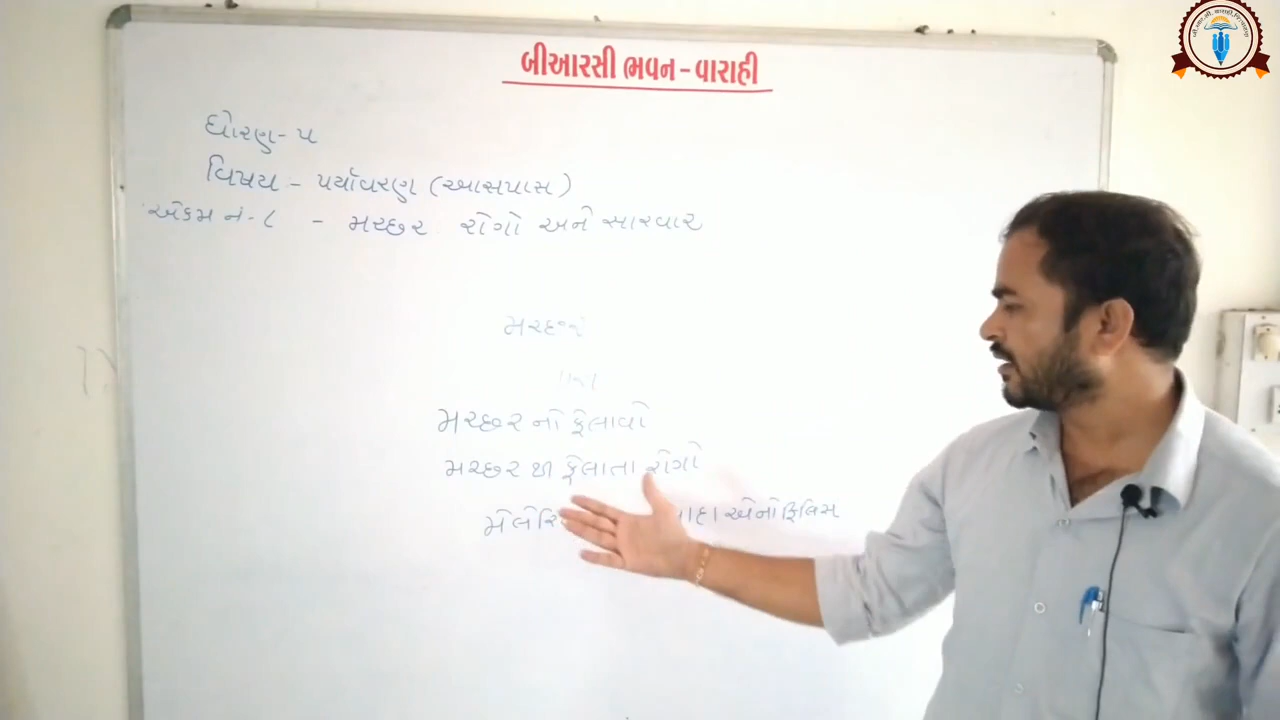 બીઆરસી ભવન - વારાહી
ધોરણ - ૫
વિષય :- પર્યાવરણ (આસપાસ)
એકમ નં - ૮ - મચ્છર રોગો અને સારવાર
મચ્છર
મચ્છર નો ફેલાવો
મચ્છર થી ફેલાતા રોગો
માદા એનોફિલિસ